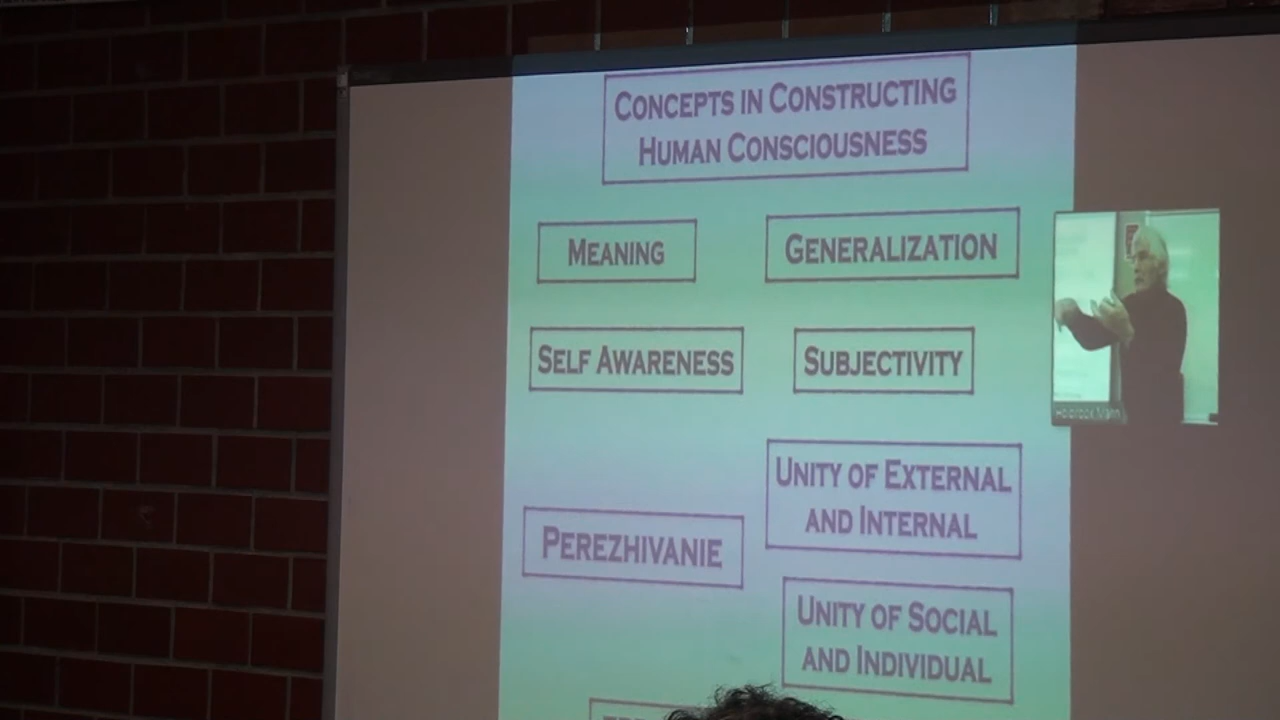 CONCEPTS IN CONSTRUCTING
HUMAN CONSCIOUSNESS
MEANING
GENERALIZATION
SELF AWARENESS
SUBJECTIVITY
UNITY OF EXTERNAL
AND INTERNAL
PEREZHIVANIE
UNITY OF SOCIAL
AND INDIVIDUAL